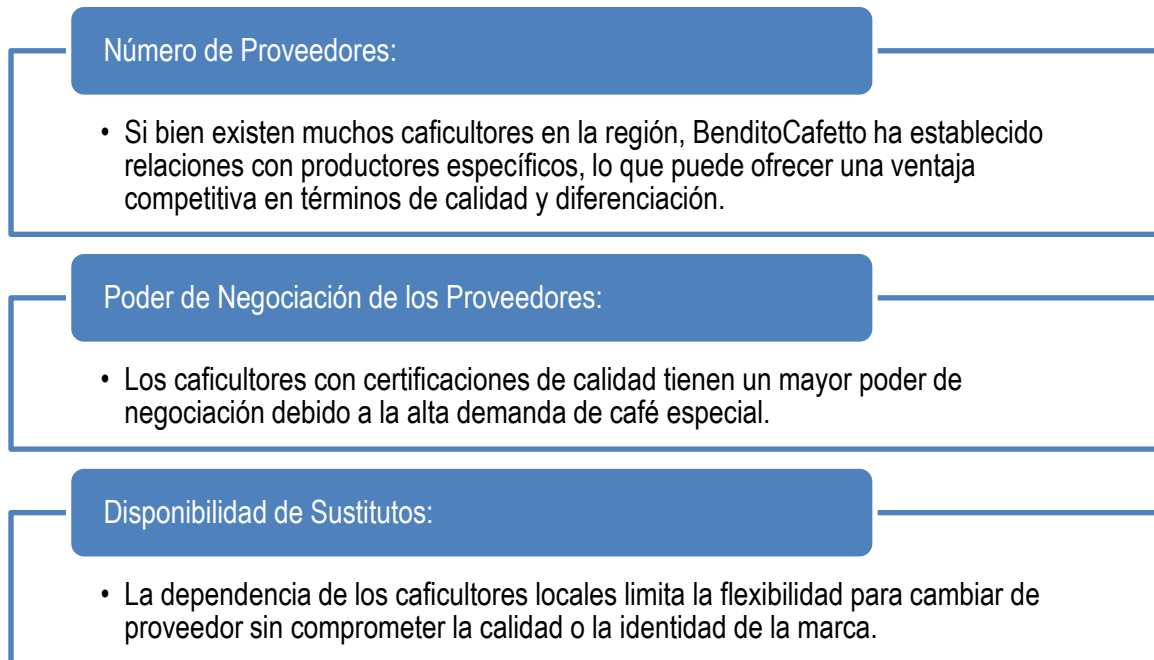 Número de Proveedores:
• Si bien existen muchos caficultores en la región, BenditoCafetto ha establecido
relaciones con productores específicos, lo que puede ofrecer una ventaja
competitiva en términos de calidad y diferenciación.
Poder de Negociación de los Proveedores:
• Los caficultores con certificaciones de calidad tienen un mayor poder de
negociación debido a la alta demanda de café especial.
Disponibilidad de Sustitutos:
• La dependencia de los caficultores locales limita la flexibilidad para cambiar de
proveedor sin comprometer la calidad o la identidad de la marca.